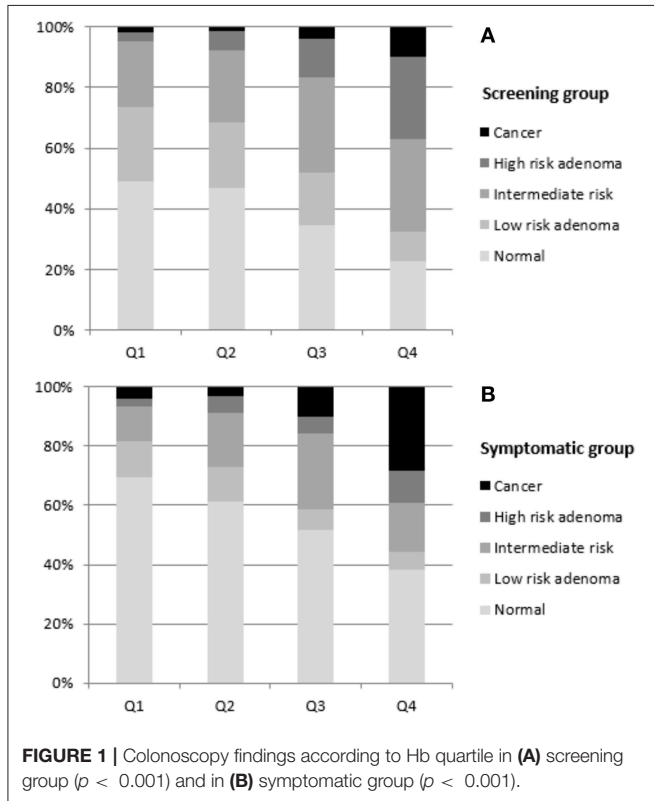 100%
80%
60%
40%
20%
0%
Q1 Q2 Q3 Q4
A
Screening group
Cancer
High risk adenoma
Intermediate risk
Low risk adenoma
Normal
100%
80%
60%
40%
20%
0%
Q1 Q2 Q3 Q4
B
Symptomatic group
Cancer
High risk adenoma
Intermediate risk
Low risk adenoma
Normal
FIGURE 1 | Colonoscopy findings according to Hb quartile in (A) screening
group (p < 0.001) and in (B) symptomatic group (p < 0.001).